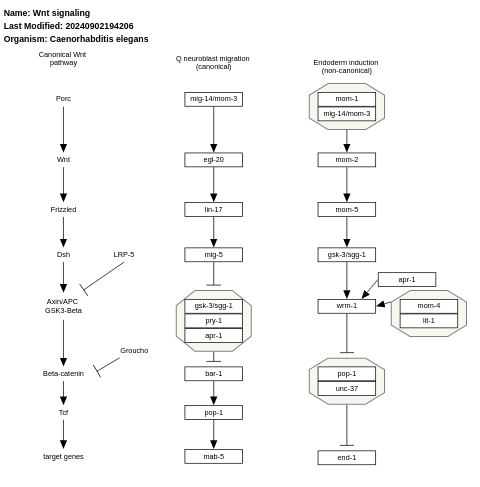 Name: Wnt signaling
Last Modified: 20240902194206
Organism: Caenorhabditis elegans
Canonical Wnt
pathway
Porc
Wnt
Frizzled
Dsh
LRP-5
Axin/APC
GSK3-Beta
Groucho
Beta-catenin
Tcf
target genes
Q neuroblast migration
(canonical)
mig-14/mom-3
egl-20
lin-17
mig-5
gsk-3/sgg-1
pry-1
apr-1
bar-1
pop-1
mab-5
Endoderm induction
(non-canonical)
mom-1
mig-14/mom-3
mom-2
mom-5
gsk-3/sgg-1
apr-1
wrm-1
mom-4
lit-1
pop-1
unc-37
end-1